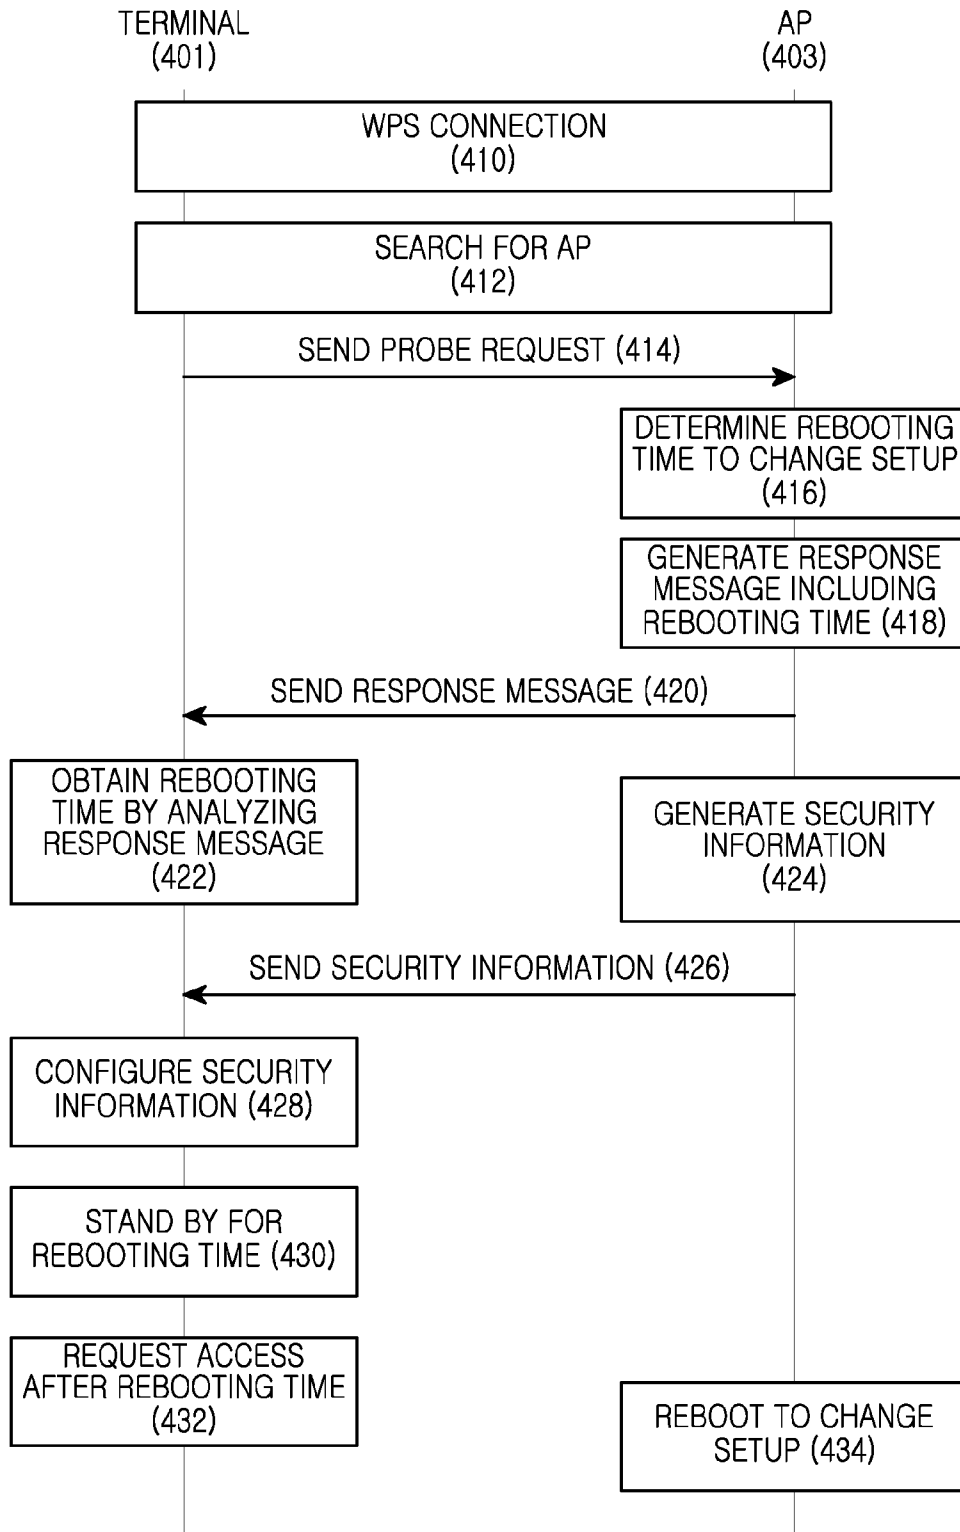 TERMINAL
(401)
AP
(403)
WPS CONNECTION
(410)
SEARCH FOR AP
(412)
SEND PROBE REQUEST (414)
DETERMINE REBOOTING
TIME TO CHANGE SETUP
(416)
GENERATE RESPONSE
MESSAGE INCLUDING
REBOOTING TIME (418)
SEND RESPONSE MESSAGE (420)
OBTAIN REBOOTING
TIME BY ANALYZING
RESPONSE MESSAGE
(422)
GENERATE SECURITY
INFORMATION
(424)
SEND SECURITY INFORMATION (426)
CONFIGURE SECURITY
INFORMATION (428)
STAND BY FOR
REBOOTING TIME (430)
REQUEST ACCESS
AFTER REBOOTING TIME
(432)
REBOOT TO CHANGE
SETUP (434)